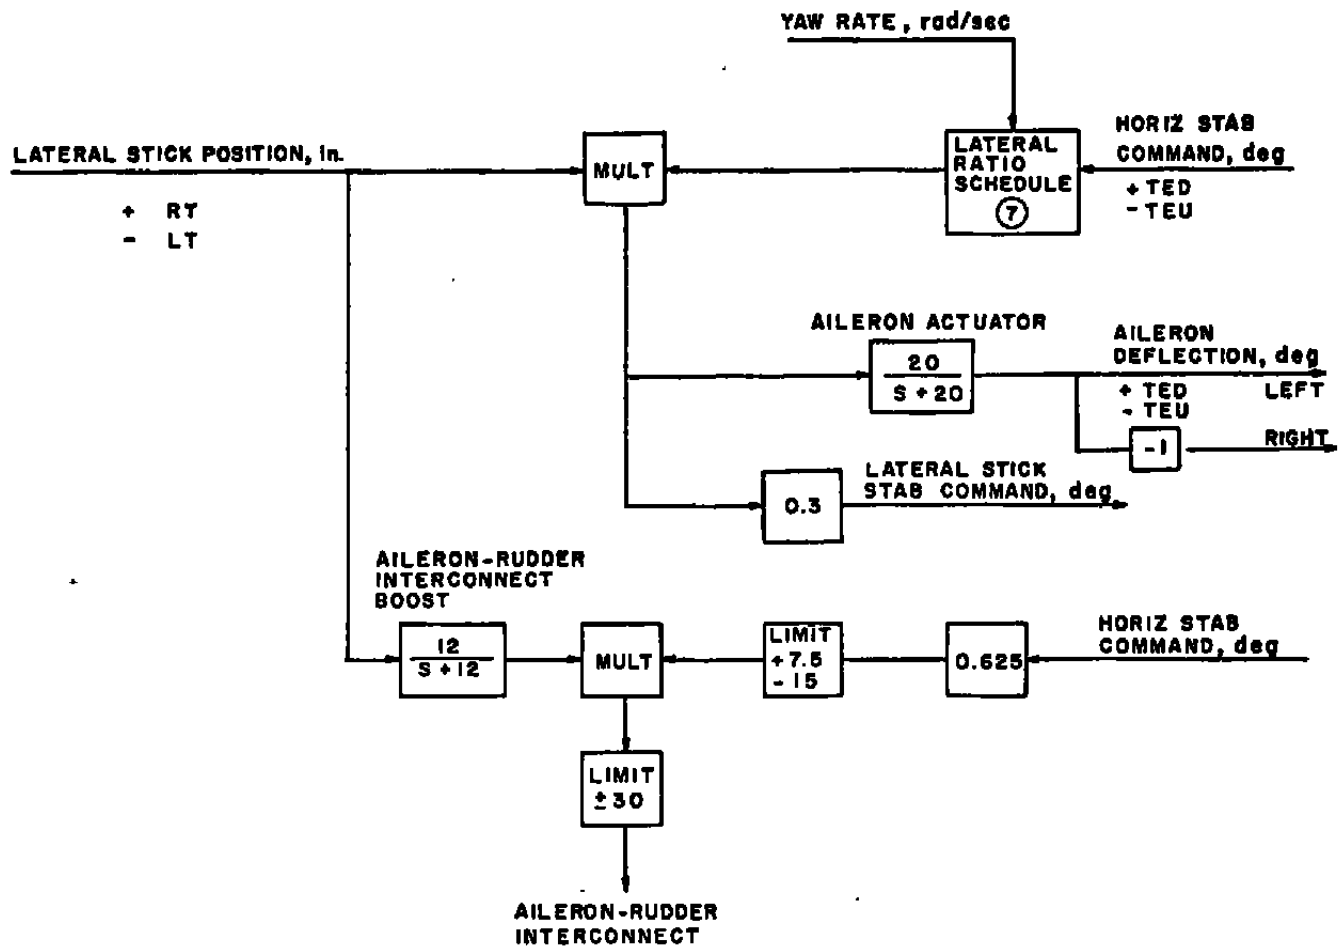 YAW RATE, rad/sec
HORIZ STAB
COMMAND, deg
+ TED
- TEU
LATERAL
RATIO
SCHEDULE
7
MULT
LATERAL STICK POSITION, in.
+ RT
- LT
AILERON ACTUATOR
20
S + 20
AILERON
DEFLECTION, deg
+ TED
- TEU
LEFT
-1
RIGHT
LATERAL STICK
STAB COMMAND, deg
0.3
AILERON-RUDDER
INTERCONNECT
BOOST
12
S + 12
MULT
LIMIT
+7.5
-15
0.625
HORIZ STAB
COMMAND, deg
LIMIT
±30
AILERON-RUDDER
INTERCONNECT